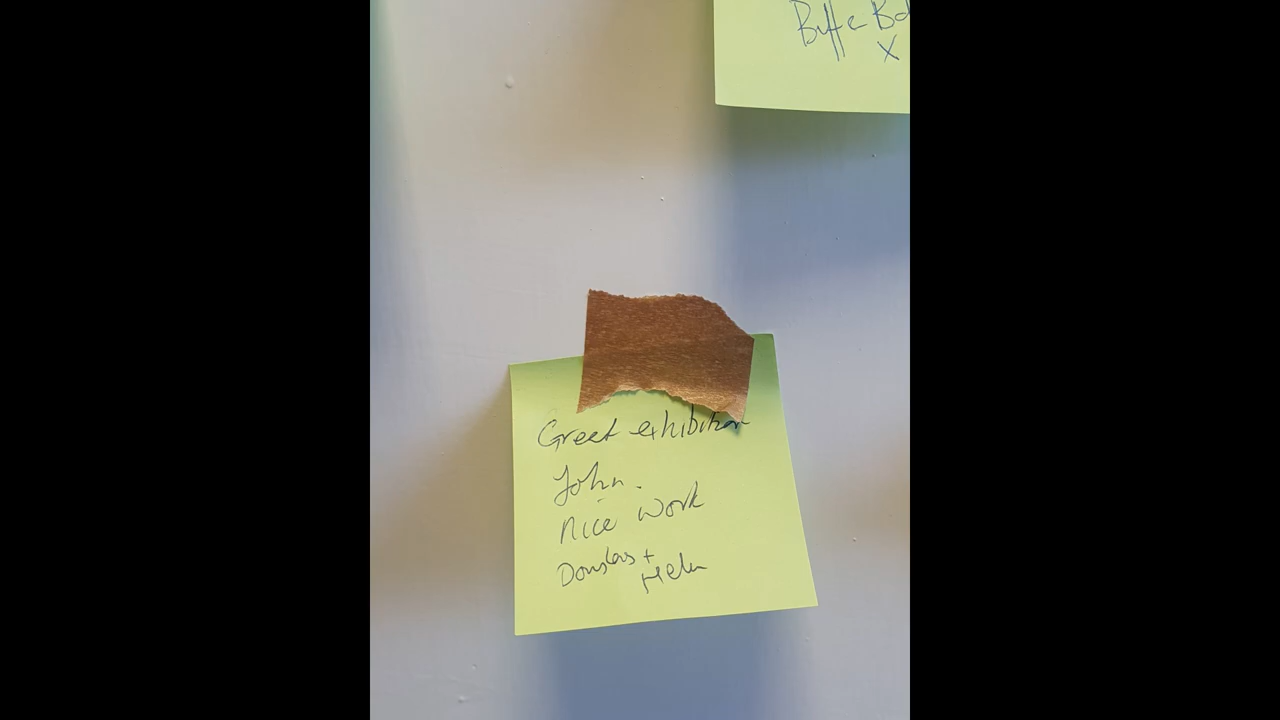 x
Great exhibition
John.
Nice work
Douglas +
Helen